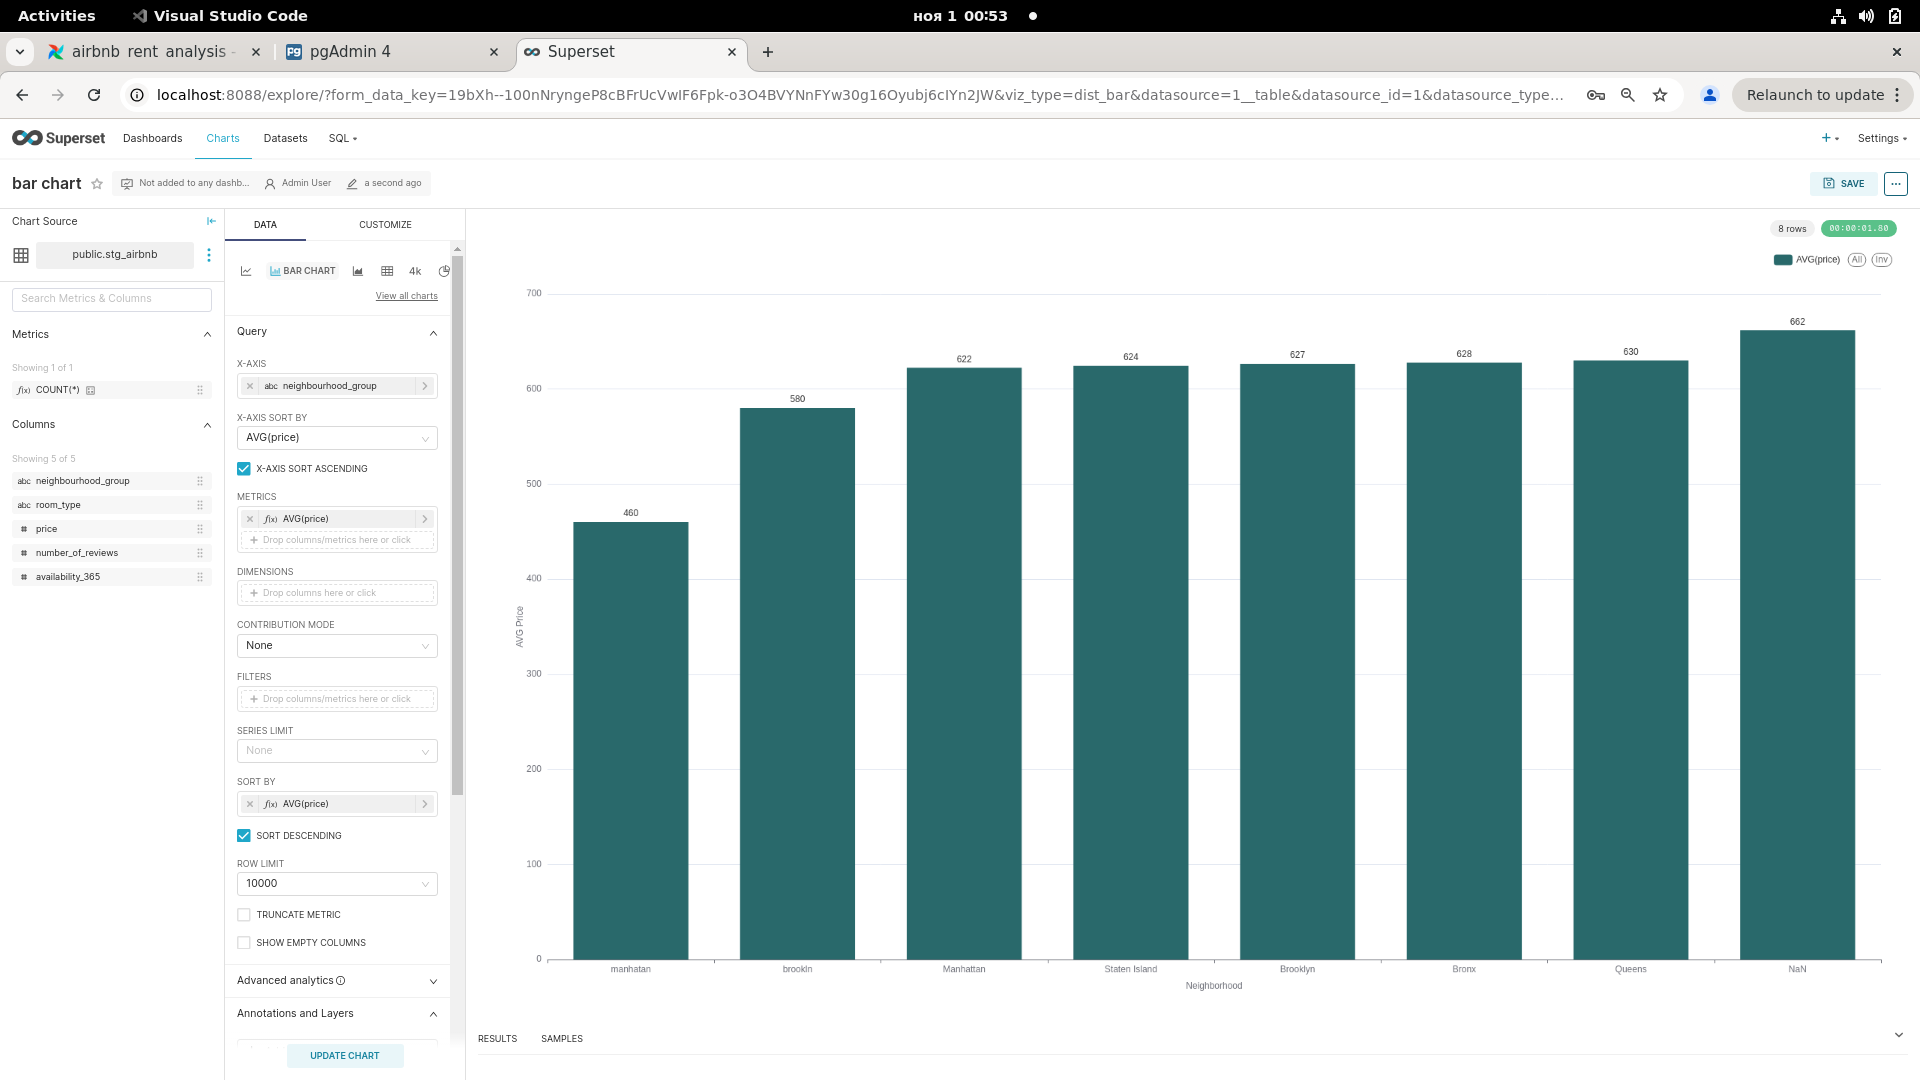 Activities Visual Studio Code ноя 1 00:53
airbnb_rent_analysis - pgAdmin 4 Superset
localhost:8088/explore/?form_data_key=19bXh--100nNryngeP8cBFrUcVwIF6Fpk-o3O4BVYNnFYw30g16Oyubj6cIYn2JW&viz_type=dist_bar&datasource=1__table&datasource_id=1&datasource_type... Relaunch to update
Superset Dashboards Charts Datasets SQL Settings
bar chart Not added to any dashb... Admin User a second ago SAVE
Chart Source
public.stg_airbnb
Search Metrics & Columns
Metrics
Showing 1 of 1
f(x) COUNT(*)
Columns
Showing 5 of 5
abc neighbourhood_group
abc room_type
# price
# number_of_reviews
# availability_365
DATA CUSTOMIZE
BAR CHART 4k
View all charts
Query
X-AXIS
abc neighbourhood_group
X-AXIS SORT BY
AVG(price)
X-AXIS SORT ASCENDING
METRICS
f(x) AVG(price)
+ Drop columns/metrics here or click
DIMENSIONS
+ Drop columns here or click
CONTRIBUTION MODE
None
FILTERS
+ Drop columns/metrics here or click
SERIES LIMIT
None
SORT BY
f(x) AVG(price)
SORT DESCENDING
ROW LIMIT
10000
TRUNCATE METRIC
SHOW EMPTY COLUMNS
Advanced analytics
Annotations and Layers
UPDATE CHART
8 rows 00:00:01.80
AVG(price) All Inv
700
600
500
400
300
200
100
0
AVG Price
460 580 622 624 627 628 630 662
manhatan brookln Manhattan Staten Island Brooklyn Bronx Queens NaN
Neighborhood
RESULTS SAMPLES